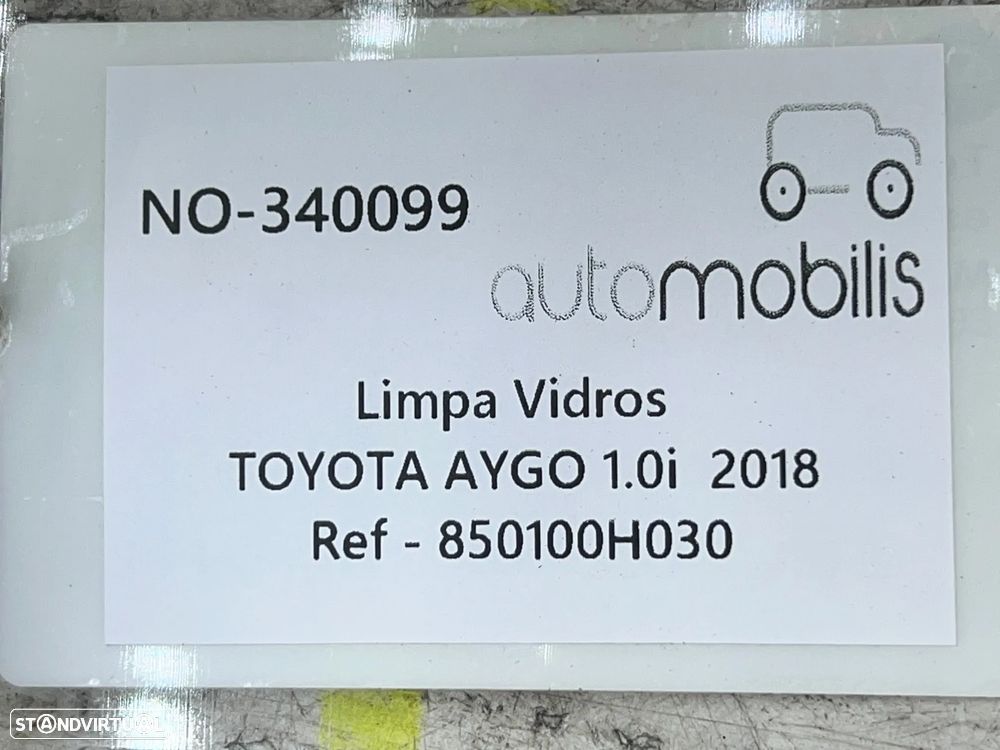 NO-340099
automobilis
Limpa Vidros
TOYOTA AYGO 1.0i 2018
Ref - 850100H030
STANDVIRTUAL